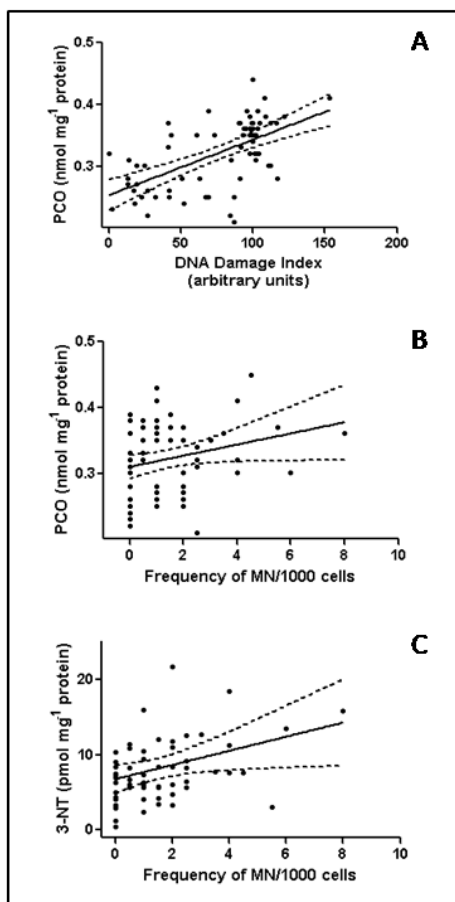 A
0.5
0.4
0.3
PCO (nmol mg⁻¹ protein)
0 50 100 150 200
DNA Damage Index
(arbitrary units)
B
0.5
0.4
0.3
PCO (nmol mg⁻¹ protein)
0 2 4 6 8 10
Frequency of MN/1000 cells
C
20
10
0
3-NT (pmol mg⁻¹ protein)
0 2 4 6 8 10
Frequency of MN/1000 cells